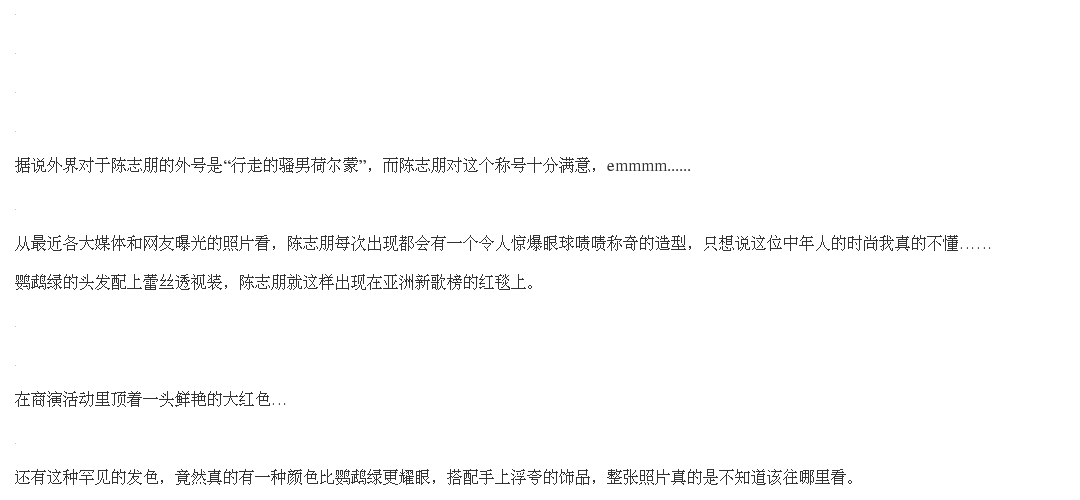 据说外界对于陈志朋的外号是“行走的骚男荷尔蒙”，而陈志朋对这个称号十分满意，emmmm......
从最近各大媒体和网友曝光的照片看，陈志朋每次出现都会有一个令人惊爆眼球啧啧称奇的造型，只想说这位中年人的时尚我真的不懂……
鹦鹉绿的头发配上蕾丝透视装，陈志朋就这样出现在亚洲新歌榜的红毯上。
在商演活动里顶着一头鲜艳的大红色…
还有这种罕见的发色，竟然真的有一种颜色比鹦鹉绿更耀眼，搭配手上浮夸的饰品，整张照片真的是不知道该往哪里看。